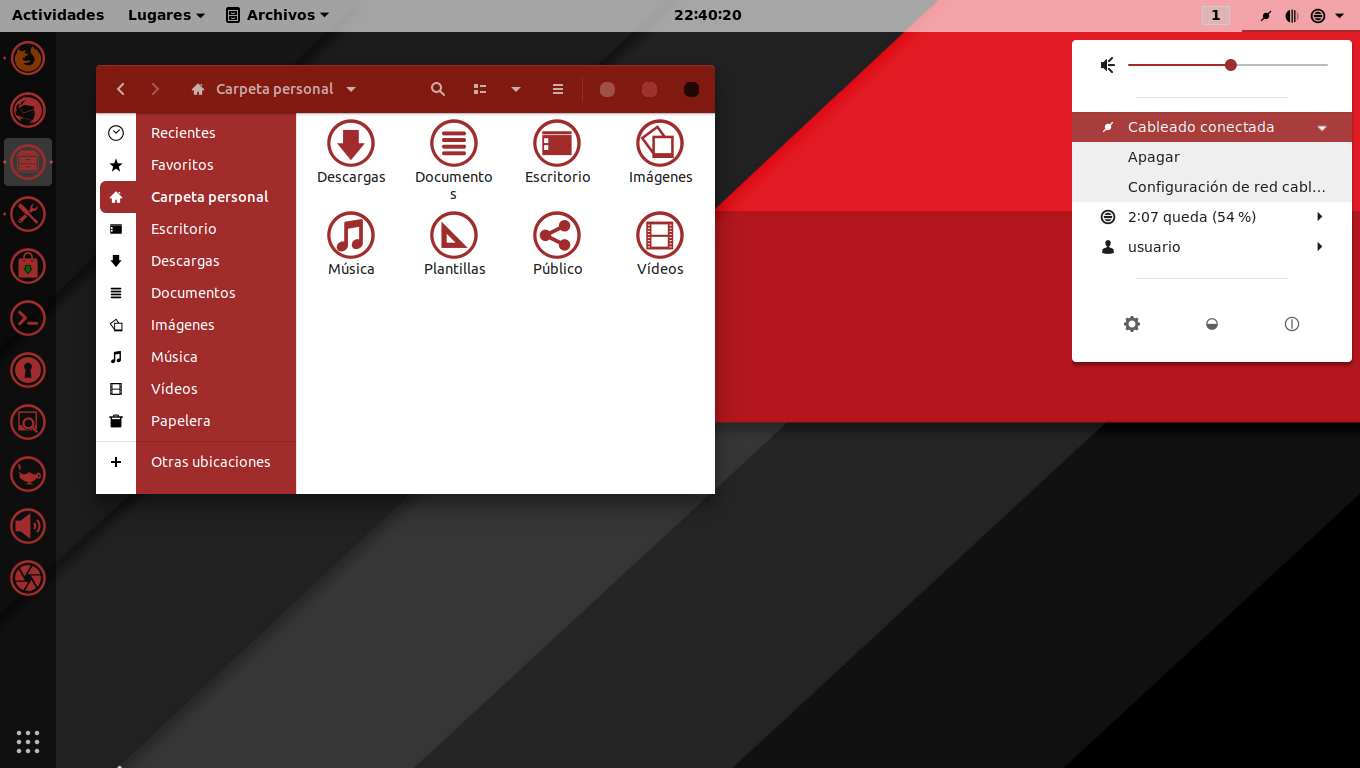 Actividades
Lugares
Archivos
22:40:20
1
Carpeta personal
Recientes
Favoritos
Carpeta personal
Escritorio
Descargas
Documentos
Imágenes
Música
Vídeos
Papelera
Otras ubicaciones
Descargas
Documento
s
Escritorio
Imágenes
Música
Plantillas
Público
Vídeos
Cableado conectada
Apagar
Configuración de red cabl...
2:07 queda (54 %)
usuario